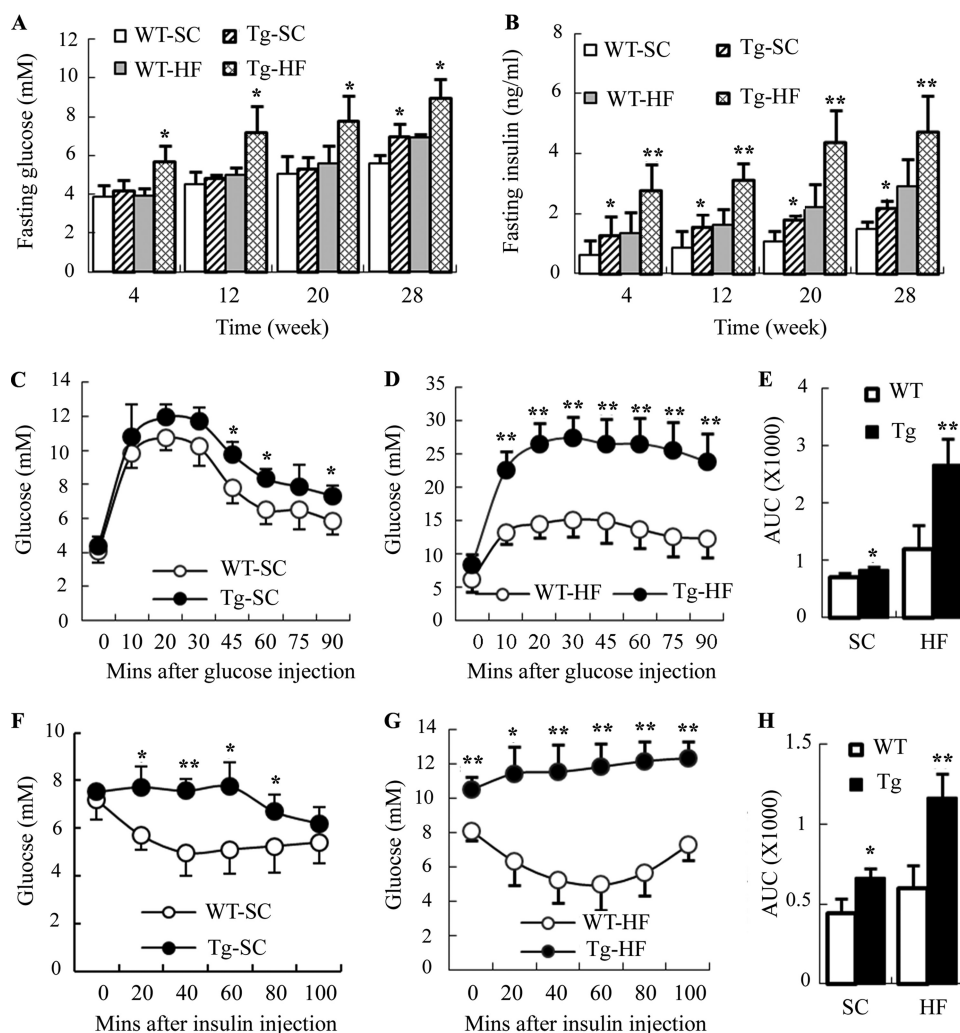 A
B
WT-SC Tg-SC
WT-HF Tg-HF
Fasting glucose (mM)
12
10
8
6
4
2
0
* * * * *
4 12 20 28
Time (week)
WT-SC Tg-SC
WT-HF Tg-HF
Fasting insulin (ng/ml)
8
6
4
2
0
* ** * ** * ** * **
4 12 20 28
Time (week)
C
Glucose (mM)
14
12
10
8
6
4
2
0
* * *
WT-SC
Tg-SC
0 10 20 30 45 60 75 90
Mins after glucose injection
D
Glucose (mM)
35
30
25
20
15
10
5
0
** ** ** ** ** ** **
WT-HF Tg-HF
0 10 20 30 45 60 75 90
Mins after glucose injection
E
AUC (X1000)
4
3
2
1
0
WT
Tg
* **
SC HF
F
Gluocse (mM)
10
8
6
4
2
0
* ** * *
WT-SC
Tg-SC
0 20 40 60 80 100
Mins after insulin injection
G
Gluocse (mM)
14
12
10
8
6
4
2
0
** * ** ** ** **
WT-HF
Tg-HF
0 20 40 60 80 100
Mins after insulin injection
H
AUC (X1000)
1.5
1
0.5
0
WT
Tg
* **
SC HF